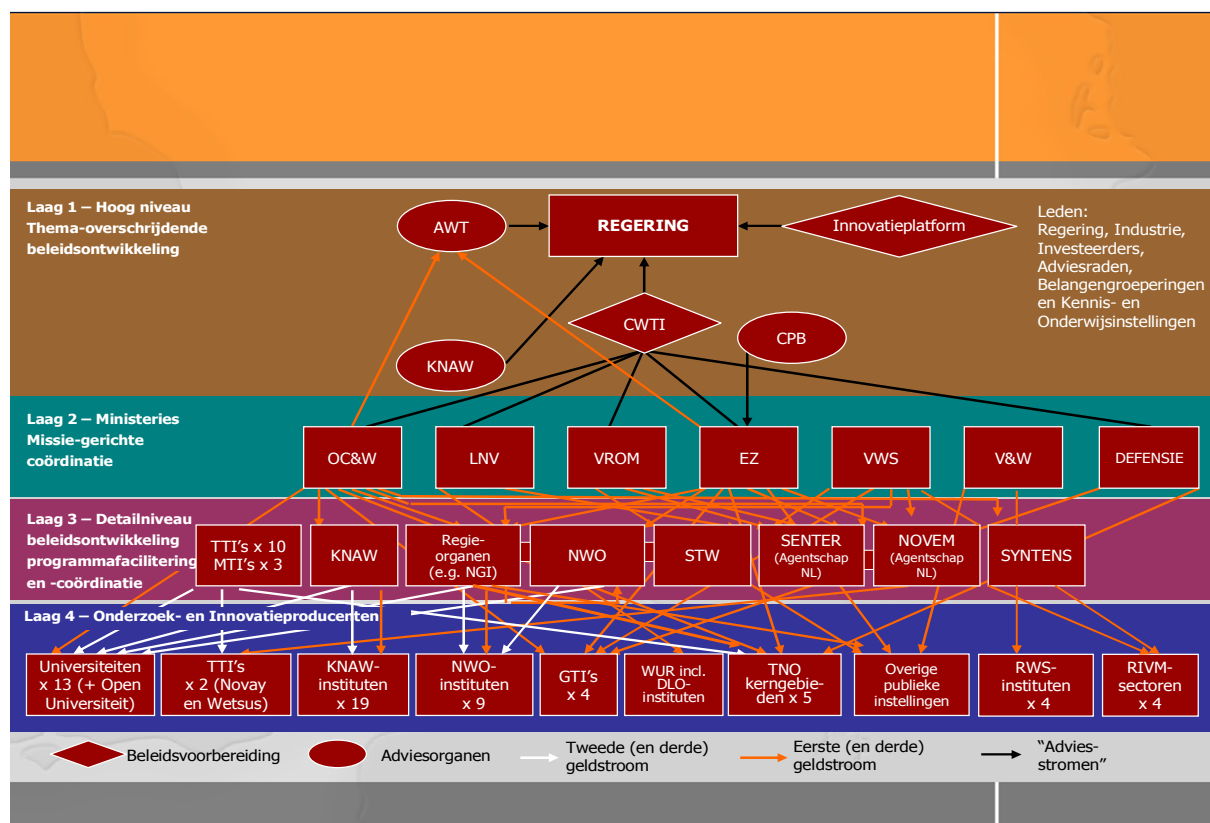 Laag 1 – Hoog niveau
Thema-overschrijdende
beleidsontwikkeling
AWT
REGERING
Innovatieplatform
Leden:
Regering, Industrie,
Investeerders,
Adviesraden,
Belangengroeperingen
en Kennis- en
Onderwijsinstellingen
CWTI
CPB
KNAW
Laag 2 – Ministeries
Missie-gerichte
coördinatie
OC&W
LNV
VROM
EZ
VWS
V&W
DEFENSIE
Laag 3 – Detailniveau
beleidsontwikkeling
programmafacilitering
en -coördinatie
TTI's x 10
MTI's x 3
KNAW
Regie-
organen
(e.g. NGI)
NWO
STW
SENTER
(Agentschap
NL)
NOVEM
(Agentschap
NL)
SYNTENS
Laag 4 – Onderzoek- en Innovatieproducenten
Universiteiten
x 13 (+ Open
Universiteit)
TTI's
x 2 (Novay
en Wetsus)
KNAW-
instituten
x 19
NWO-
instituten
x 9
GTI's
x 4
WUR incl.
DLO-
instituten
TNO
kerngebie-
den x 5
Overige
publieke
instellingen
RWS-
instituten
x 4
RIVM-
sectoren
x 4
Beleidsvoorbereiding
Adviesorganen
Tweede (en derde)
geldstroom
Eerste (en derde)
geldstroom
“Advies-
stromen”